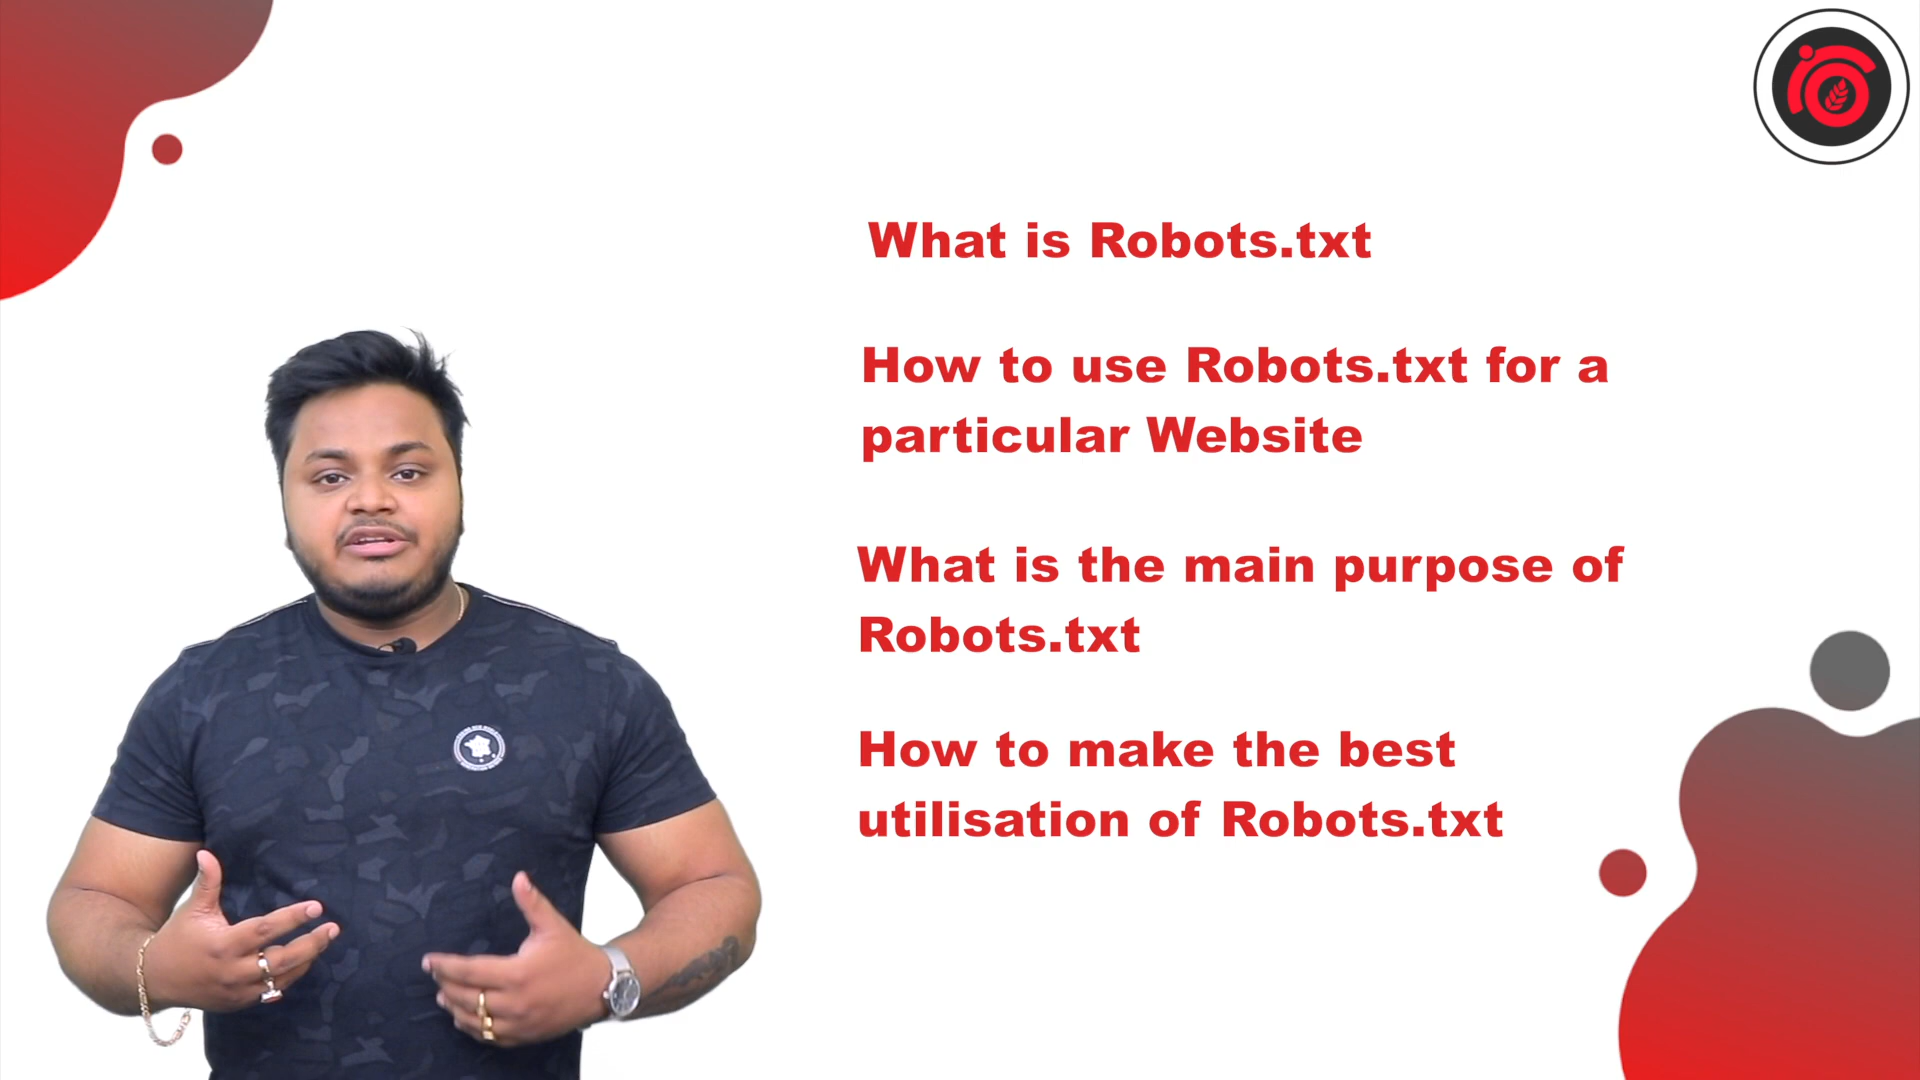 What is Robots.txt
How to use Robots.txt for a
particular Website
What is the main purpose of
Robots.txt
How to make the best
utilisation of Robots.txt